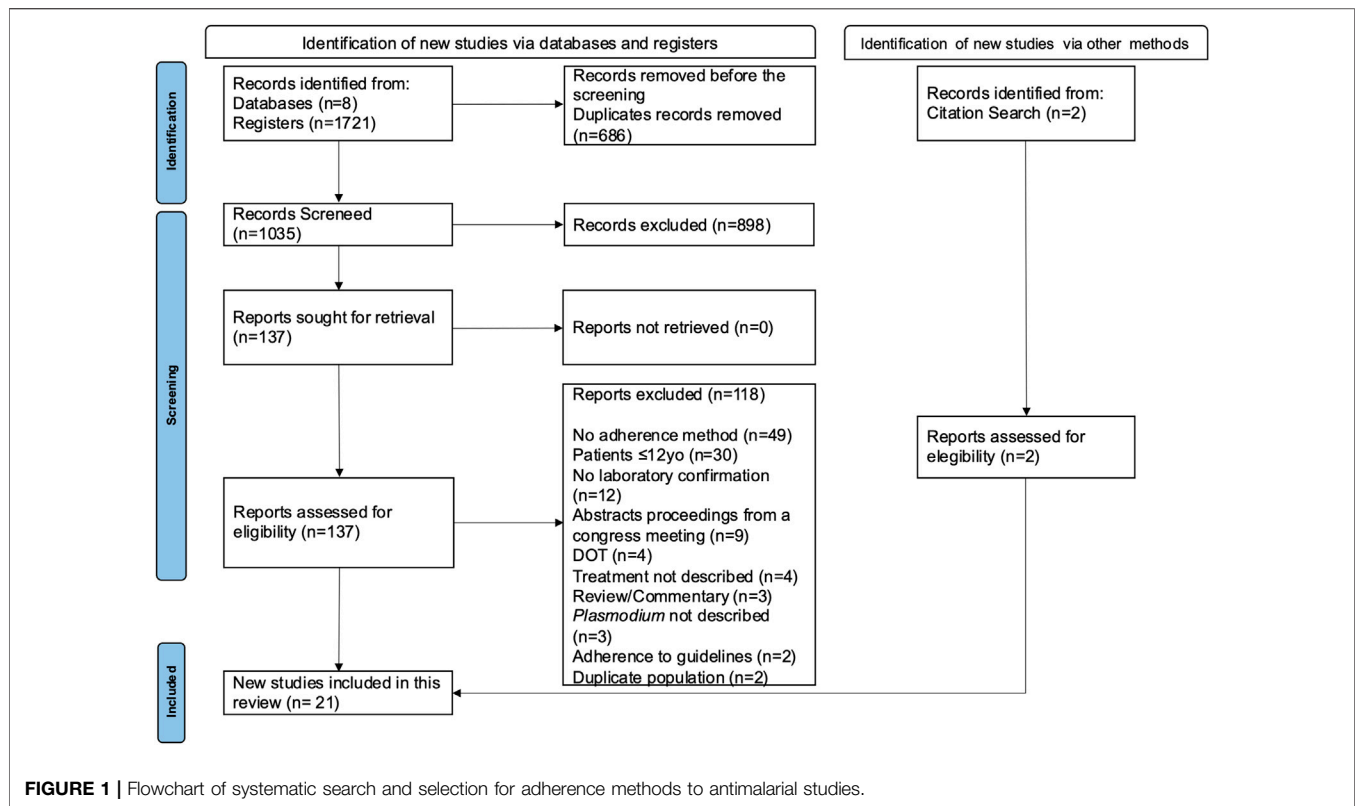 Identification of new studies via databases and registers
Identification of new studies via other methods
Identification
Records identified from:
Databases (n=8)
Registers (n=1721)
Records removed before the
screening
Duplicates records removed
(n=686)
Records identified from:
Citation Search (n=2)
Screening
Records Screneed
(n=1035)
Records excluded (n=898)
Reports sought for retrieval
(n=137)
Reports not retrieved (n=0)
Reports assessed for
eligibility (n=137)
Reports excluded (n=118)
No adherence method (n=49)
Patients ≤12yo (n=30)
No laboratory confirmation
(n=12)
Abstracts proceedings from a
congress meeting (n=9)
DOT (n=4)
Treatment not described (n=4)
Review/Commentary (n=3)
Plasmodium not described
(n=3)
Adherence to guidelines (n=2)
Duplicate population (n=2)
Reports assessed for
elegibility (n=2)
Included
New studies included in this
review (n= 21)
FIGURE 1 | Flowchart of systematic search and selection for adherence methods to antimalarial studies.